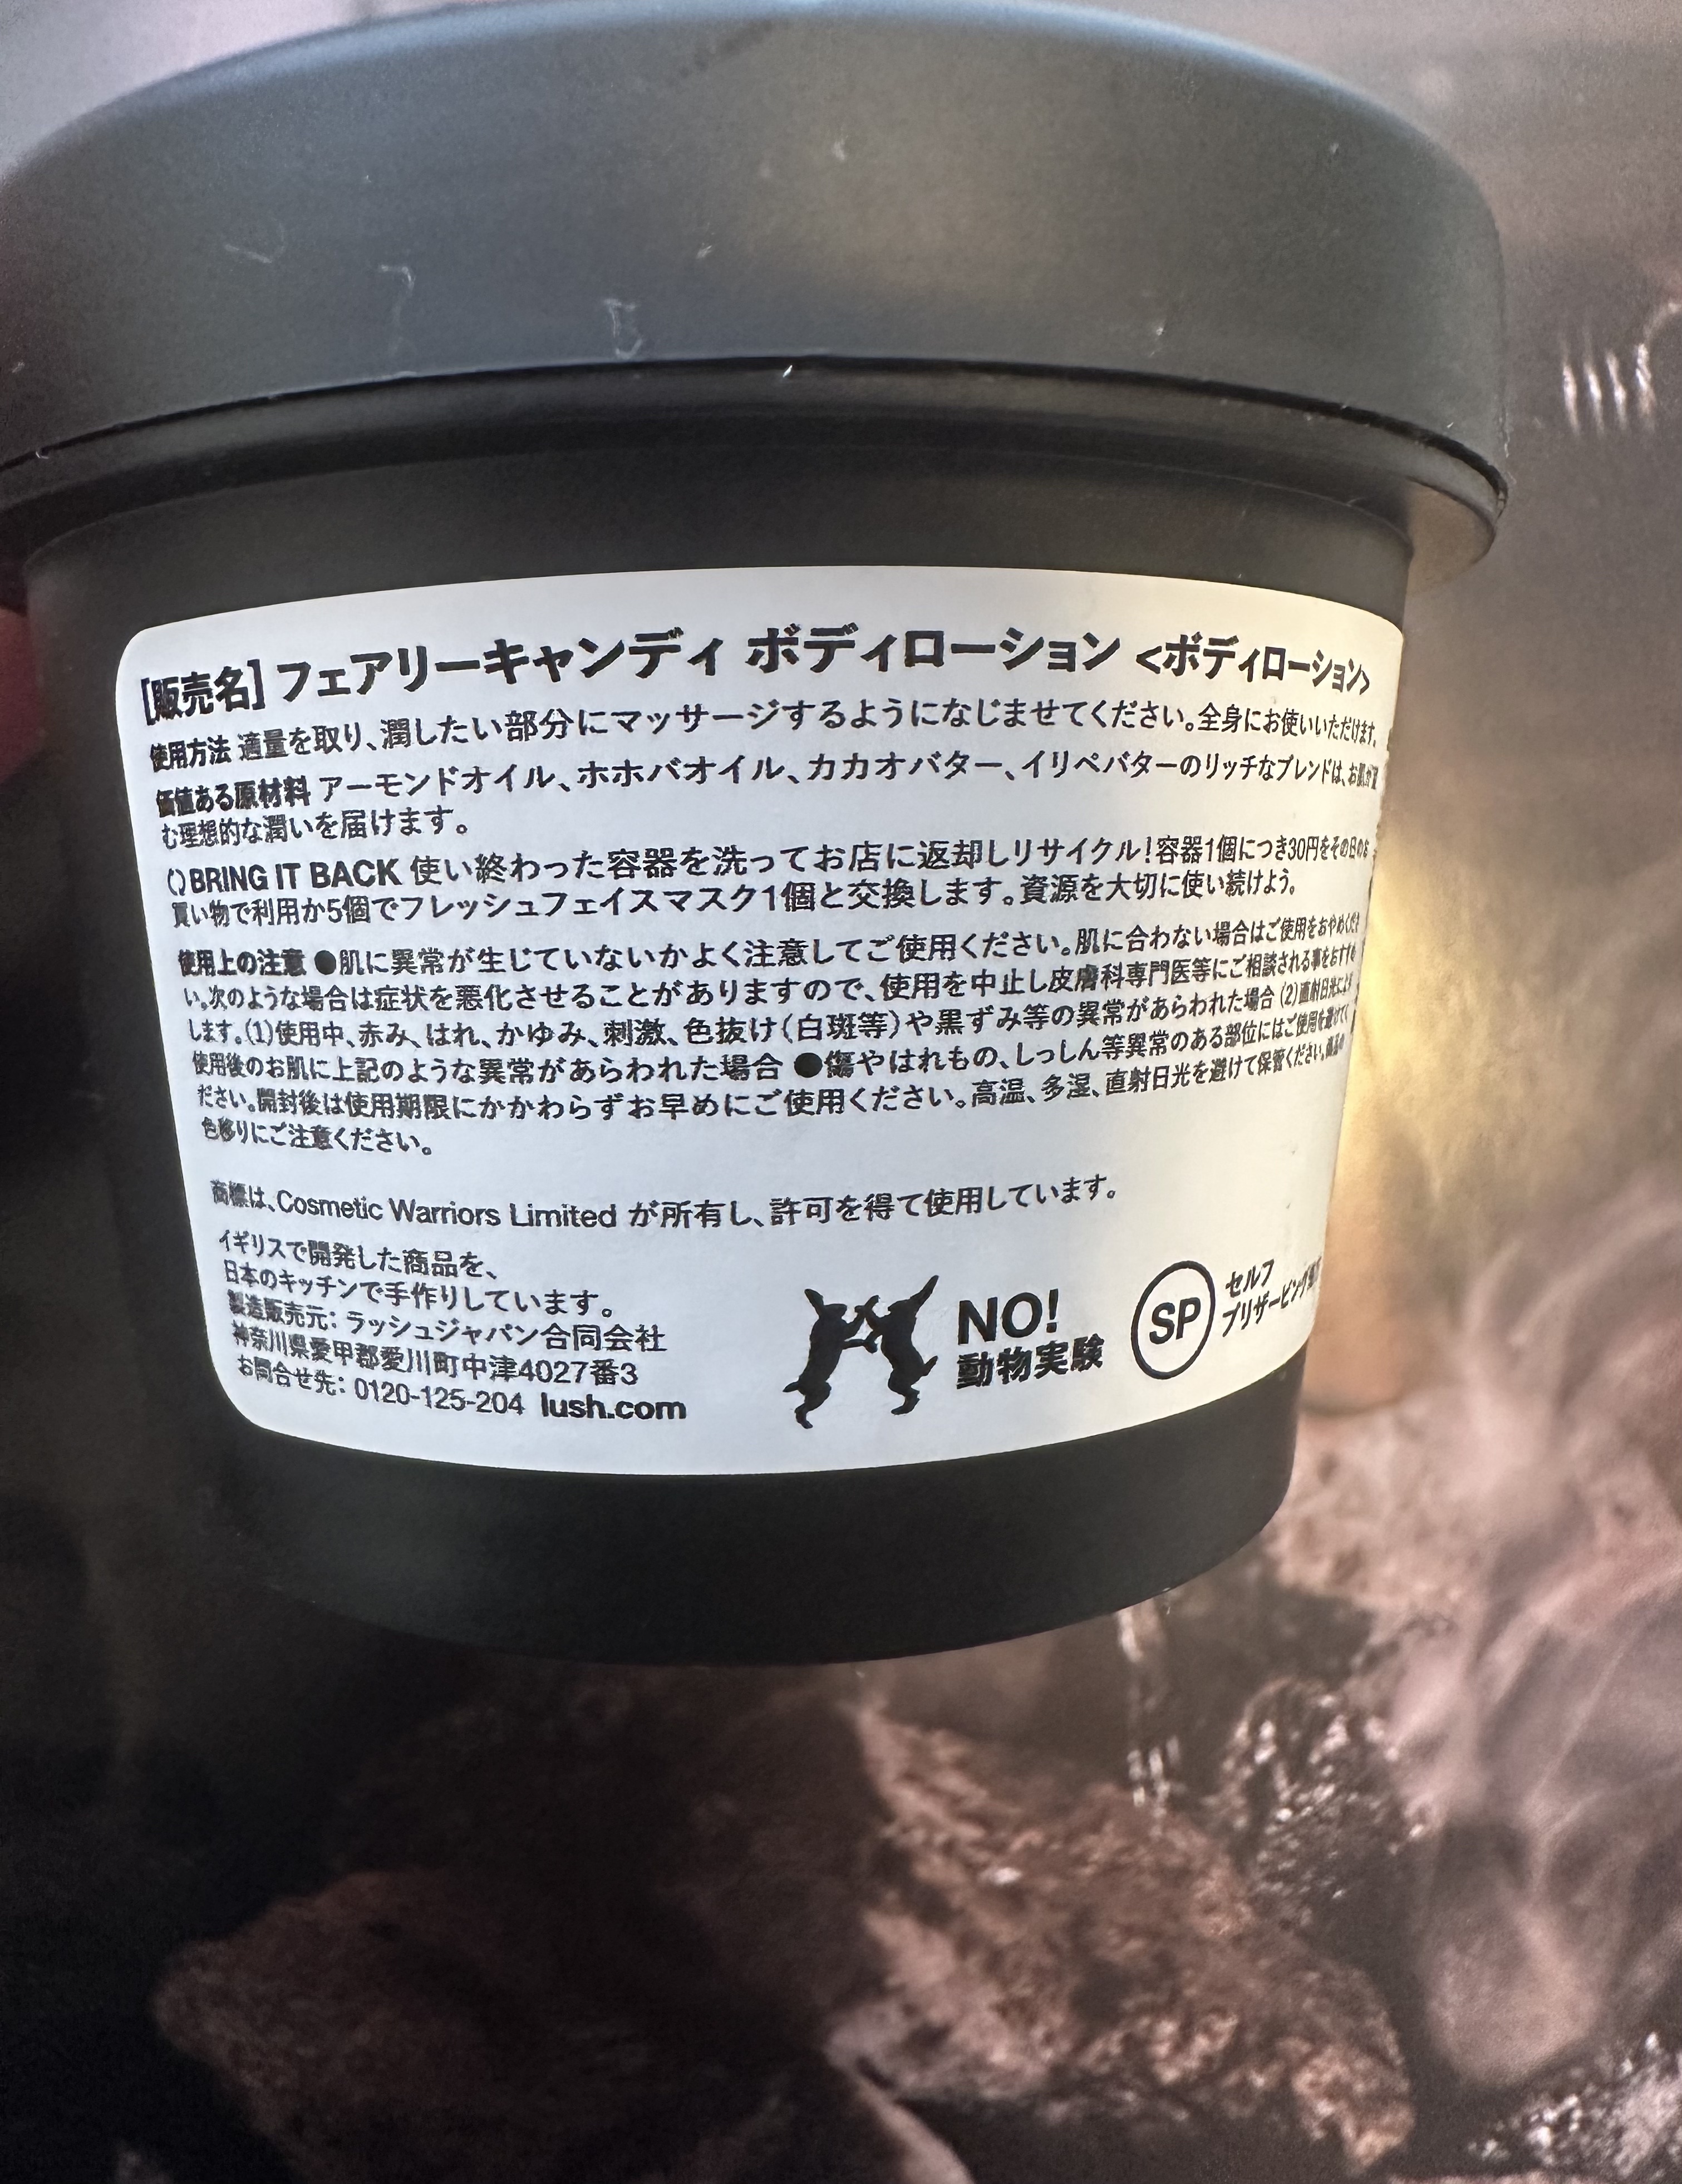 [販売名] フェアリーキャンディ ボディローション <ボディローション>
使用方法 適量を取り、潤したい部分にマッサージするようになじませてください。全身にお使いいただけます。
価値ある原材料 アーモンドオイル、ホホバオイル、カカオバター、イリペバターのリッチなブレンドは、お肌が望
む理想的な潤いを届けます。
BRING IT BACK 使い終わった容器を洗ってお店に返却しリサイクル!容器1個につき30円をその日のお
買い物で利用か5個でフレッシュフェイスマスク1個と交換します。資源を大切に使い続けよう。
使用上の注意 ●肌に異常が生じていないかよく注意してご使用ください。肌に合わない場合はご使用をおやめくださ
い。次のような場合は症状を悪化させることがありますので、使用を中止し皮膚科専門医等にご相談される事をおすすめ
します。(1)使用中、赤み、はれ、かゆみ、刺激、色抜け(白斑等)や黒ずみ等の異常があらわれた場合 (2)直射日光により
使用後のお肌に上記のような異常があらわれた場合 ●傷やはれもの、しっしん等異常のある部位にはご使用を避けてく
ださい。開封後は使用期限にかかわらずお早めにご使用ください。高温、多湿、直射日光を避けて保管ください。商品の
色移りにご注意ください。
商標は、Cosmetic Warriors Limited が所有し、許可を得て使用しています。
イギリスで開発した商品を、
日本のキッチンで手作りしています。
製造販売元: ラッシュジャパン合同会社
神奈川県愛甲郡愛川町中津4027番3
お問合せ先: 0120-125-204 lush.com
NO!
動物実験
SP
セルフ
プリザービング